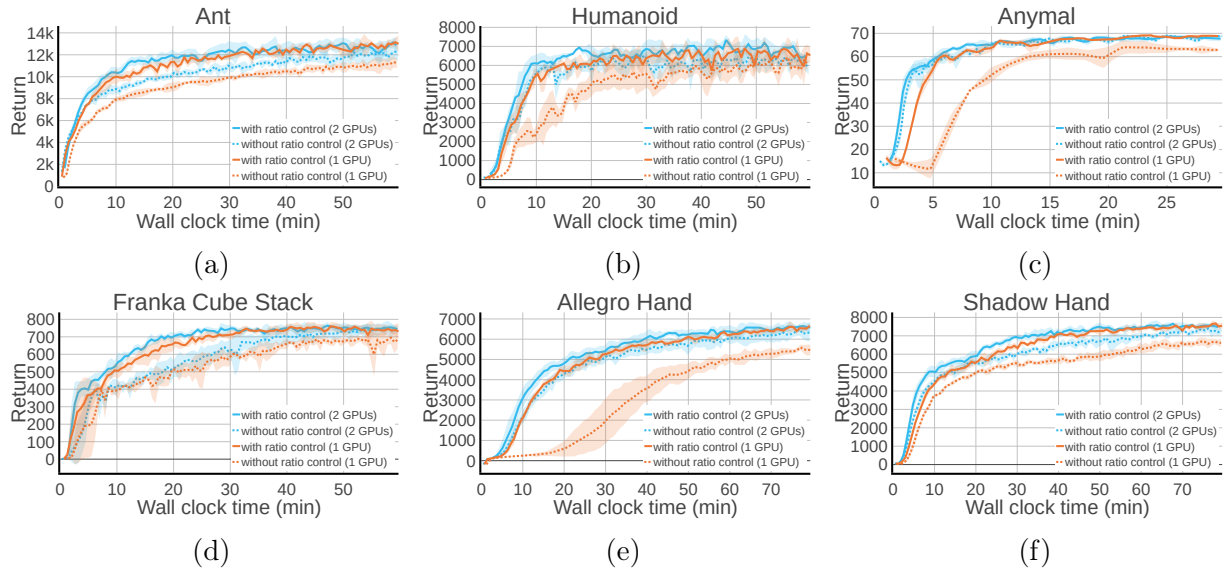 Ant
Return
14k
12k
10k
8k
6k
4k
2k
0
with ratio control (2 GPUs)
without ratio control (2 GPUs)
with ratio control (1 GPU)
without ratio control (1 GPU)
0 10 20 30 40 50
Wall clock time (min)
(a)
Humanoid
Return
8000
7000
6000
5000
4000
3000
2000
1000
0
with ratio control (2 GPUs)
without ratio control (2 GPUs)
with ratio control (1 GPU)
without ratio control (1 GPU)
0 10 20 30 40 50
Wall clock time (min)
(b)
Anymal
Return
70
60
50
40
30
20
10
with ratio control (2 GPUs)
without ratio control (2 GPUs)
with ratio control (1 GPU)
without ratio control (1 GPU)
0 5 10 15 20 25
Wall clock time (min)
(c)
Franka Cube Stack
Return
800
700
600
500
400
300
200
100
0
with ratio control (2 GPUs)
without ratio control (2 GPUs)
with ratio control (1 GPU)
without ratio control (1 GPU)
0 10 20 30 40 50
Wall clock time (min)
(d)
Allegro Hand
Return
7000
6000
5000
4000
3000
2000
1000
0
with ratio control (2 GPUs)
without ratio control (2 GPUs)
with ratio control (1 GPU)
without ratio control (1 GPU)
0 10 20 30 40 50 60 70
Wall clock time (min)
(e)
Shadow Hand
Return
8000
7000
6000
5000
4000
3000
2000
1000
0
with ratio control (2 GPUs)
without ratio control (2 GPUs)
with ratio control (1 GPU)
without ratio control (1 GPU)
0 10 20 30 40 50 60 70
Wall clock time (min)
(f)